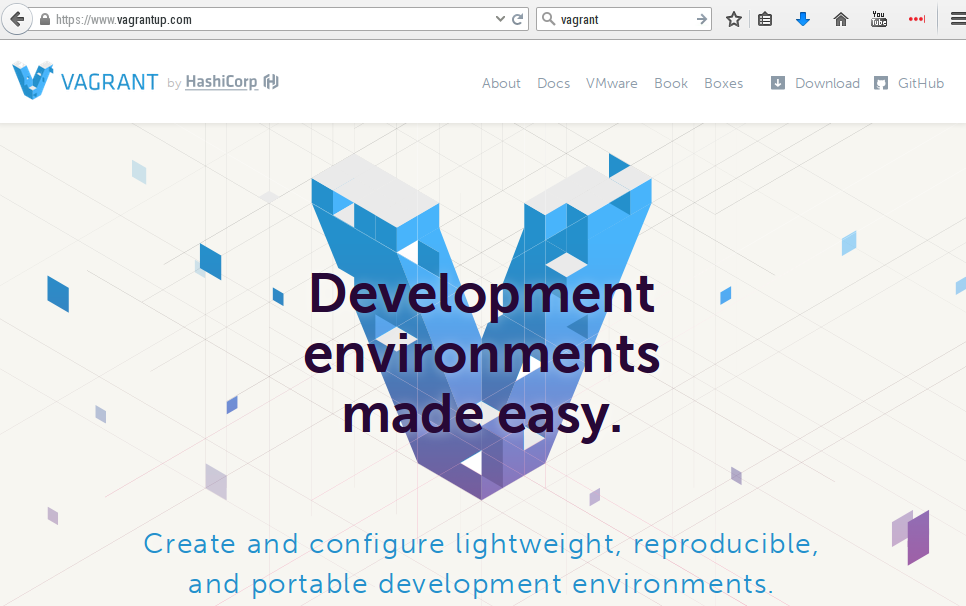 https://www.vagrantup.com
vagrant
You
Tube
VAGRANT by HashiCorp
About Docs VMware Book Boxes Download GitHub
Development
environments
made easy.
Create and configure lightweight, reproducible,
and portable development environments.